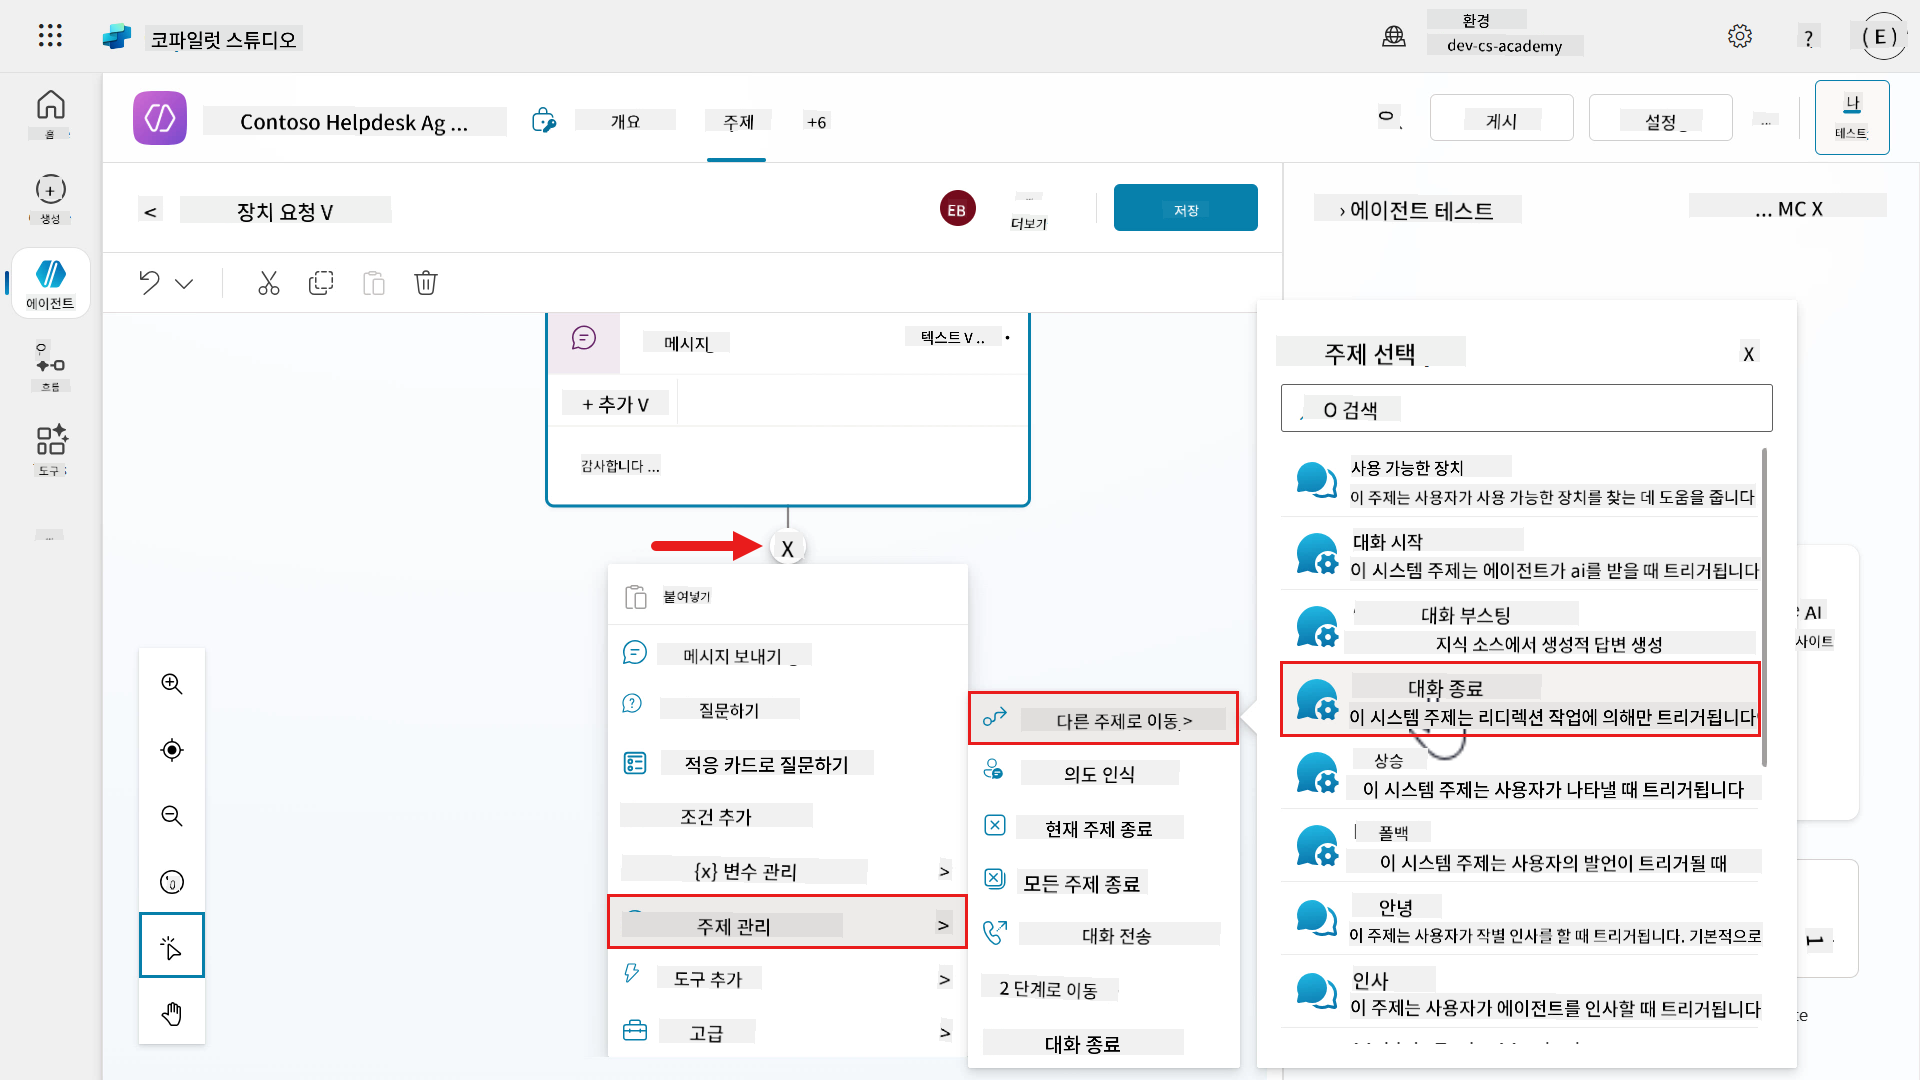 코파일럿 스튜디오
환경
dev-cs-academy
?
( E )
홈
생성
에이전트
흐름
도구
Contoso Helpdesk Ag ...
개요
주제
+6
게시
설정
...
나
테스트
<
장치 요청 V
EB
...
더보기
저장
› 에이전트 테스트
... MC X
메시지
텍스트 V ..
+ 추가 V
감사합니다 ...
X
붙여넣기
메시지 보내기
질문하기
적응 카드로 질문하기
조건 추가
{x} 변수 관리 >
주제 관리 >
도구 추가 >
고급 >
다른 주제로 이동 >
의도 인식
현재 주제 종료
모든 주제 종료
대화 전송
2 단계로 이동
대화 종료
주제 선택
X
O 검색
사용 가능한 장치
이 주제는 사용자가 사용 가능한 장치를 찾는 데 도움을 줍니다
대화 시작
이 시스템 주제는 에이전트가 ai를 받을 때 트리거됩니다
대화 부스팅
지식 소스에서 생성적 답변 생성
대화 종료
이 시스템 주제는 리디렉션 작업에 의해만 트리거됩니다
상승
이 시스템 주제는 사용자가 나타낼 때 트리거됩니다
폴백
이 시스템 주제는 사용자의 발언이 트리거될 때
안녕
이 주제는 사용자가 작별 인사를 할 때 트리거됩니다. 기본적으로
인사
이 주제는 사용자가 에이전트를 인사할 때 트리거됩니다
AI
사이트